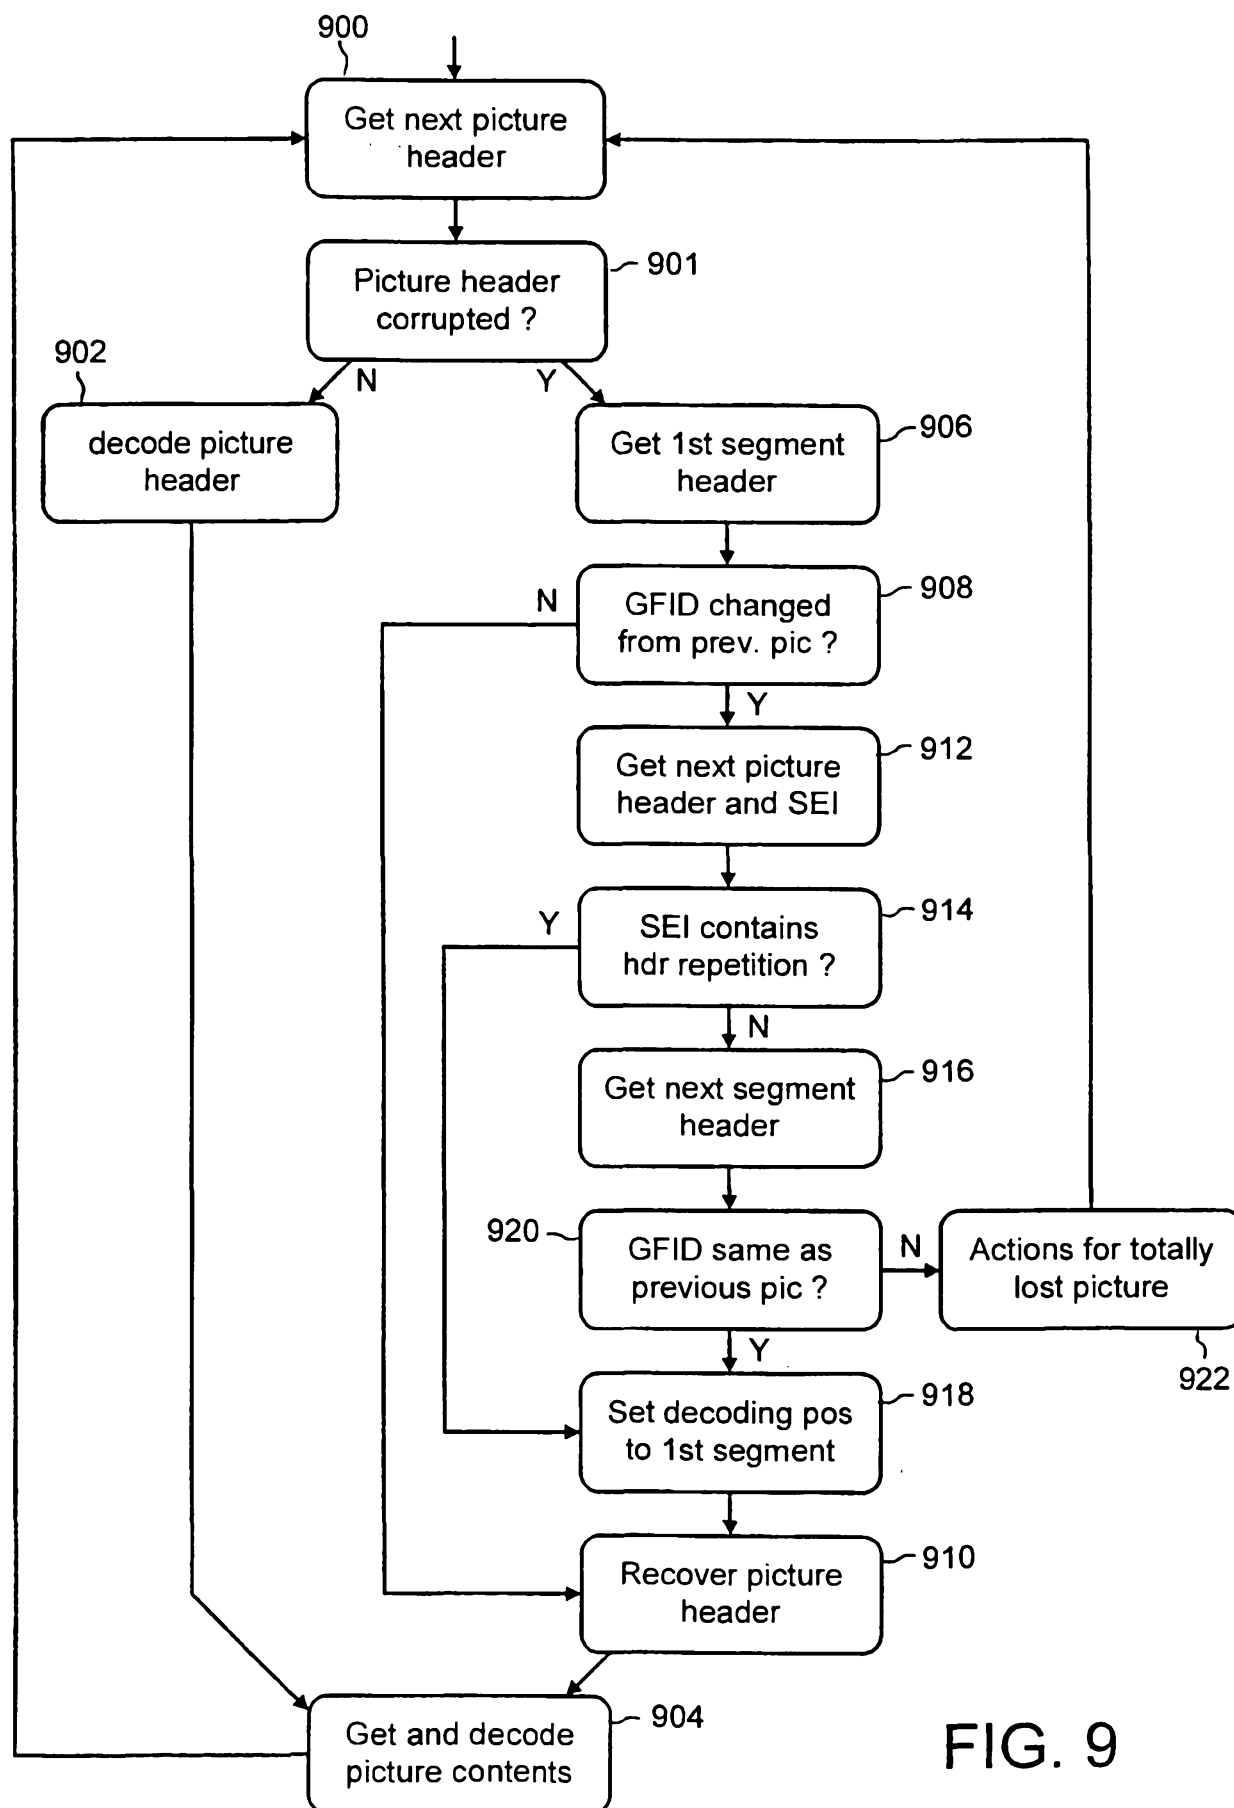 900
Get next picture
header
901
Picture header
corrupted ?
902
N
Y
decode picture
header
906
Get 1st segment
header
908
N
GFID changed
from prev. pic ?
Y
912
Get next picture
header and SEI
914
Y
SEI contains
hdr repetition ?
N
916
Get next segment
header
920
GFID same as
previous pic ?
N
Actions for totally
lost picture
922
Y
918
Set decoding pos
to 1st segment
910
Recover picture
header
904
Get and decode
picture contents
FIG. 9